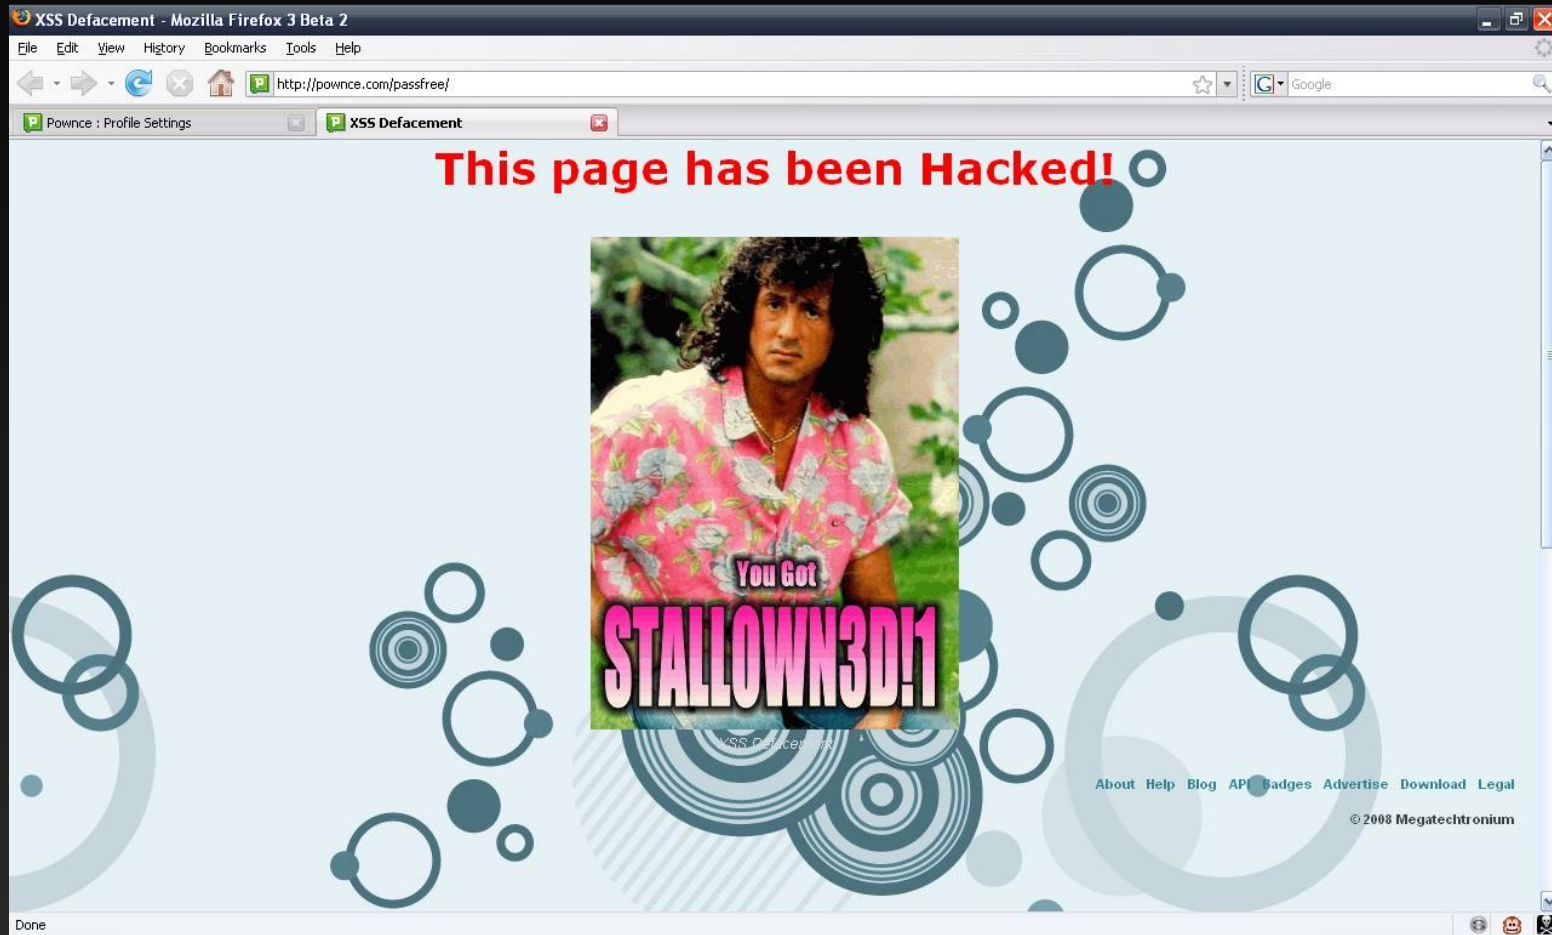 XSS Defacement - Mozilla Firefox 3 Beta 2
File Edit View History Bookmarks Tools Help
http://pownce.com/passfree/
G Google
Pownce : Profile Settings
XSS Defacement
This page has been Hacked!
You Got
STALLOWN3D!1
XSS Defacement
About Help Blog API Badges Advertise Download Legal
© 2008 Megatechtronium
Done